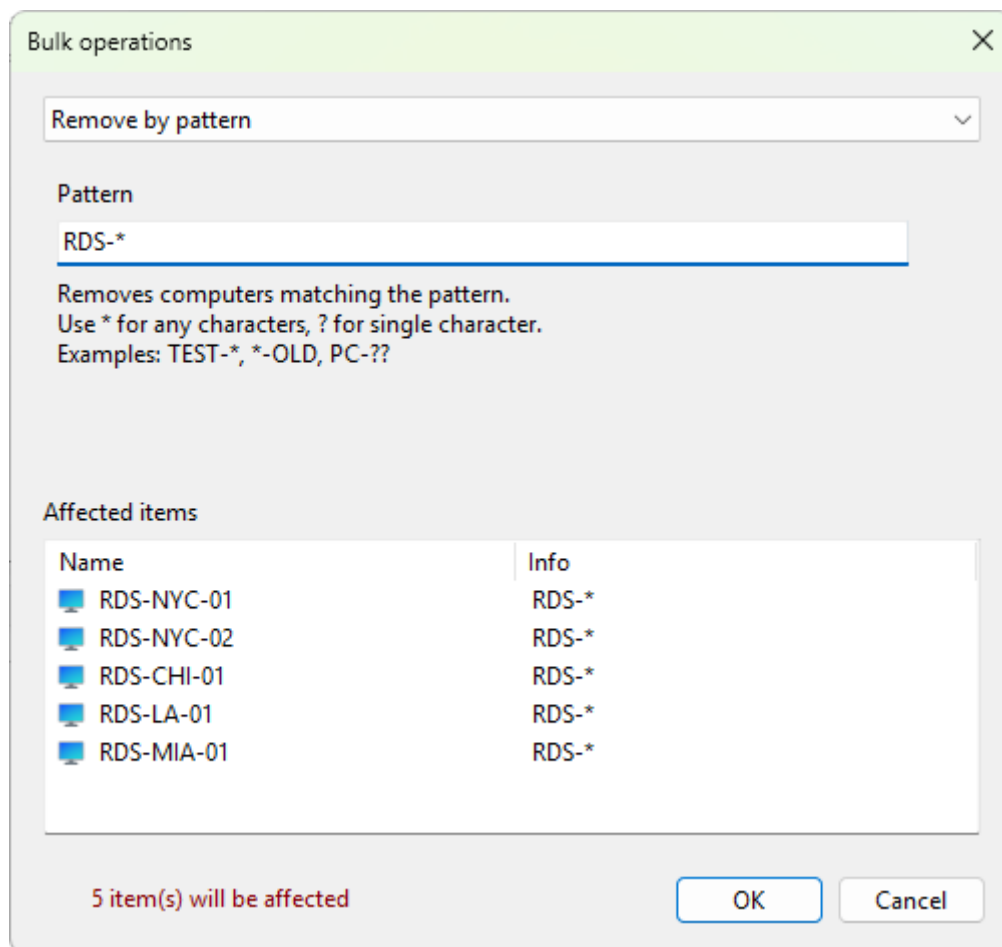 Bulk operations
Remove by pattern
Pattern
RDS-*
Removes computers matching the pattern.
Use * for any characters, ? for single character.
Examples: TEST-*, *-OLD, PC-??
Affected items
Name Info
RDS-NYC-01 RDS-*
RDS-NYC-02 RDS-*
RDS-CHI-01 RDS-*
RDS-LA-01 RDS-*
RDS-MIA-01 RDS-*
5 item(s) will be affected OK Cancel